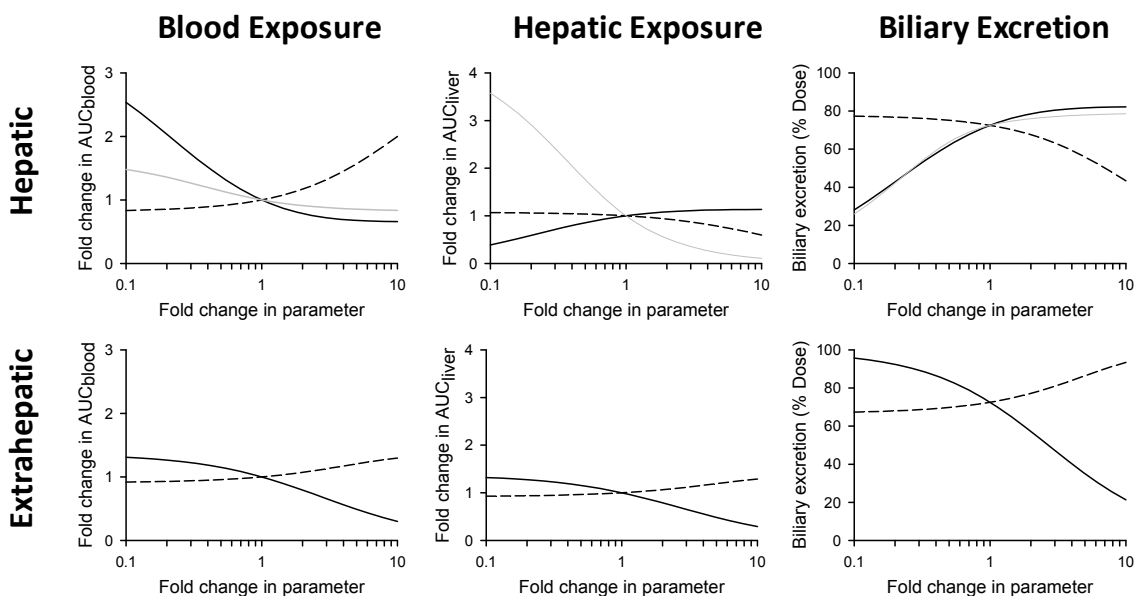 Blood Exposure
Hepatic Exposure
Biliary Excretion
Hepatic
Fold change in AUCblood
3
2
1
0
0.1 1 10
Fold change in parameter
Fold change in AUCliver
4
3
2
1
0
0.1 1 10
Fold change in parameter
Biliary excretion (% Dose)
100
80
60
40
20
0
0.1 1 10
Fold change in parameter
Extrahepatic
Fold change in AUCblood
3
2
1
0
0.1 1 10
Fold change in parameter
Fold change in AUCliver
4
3
2
1
0
0.1 1 10
Fold change in parameter
Biliary excretion (% Dose)
100
80
60
40
20
0
0.1 1 10
Fold change in parameter